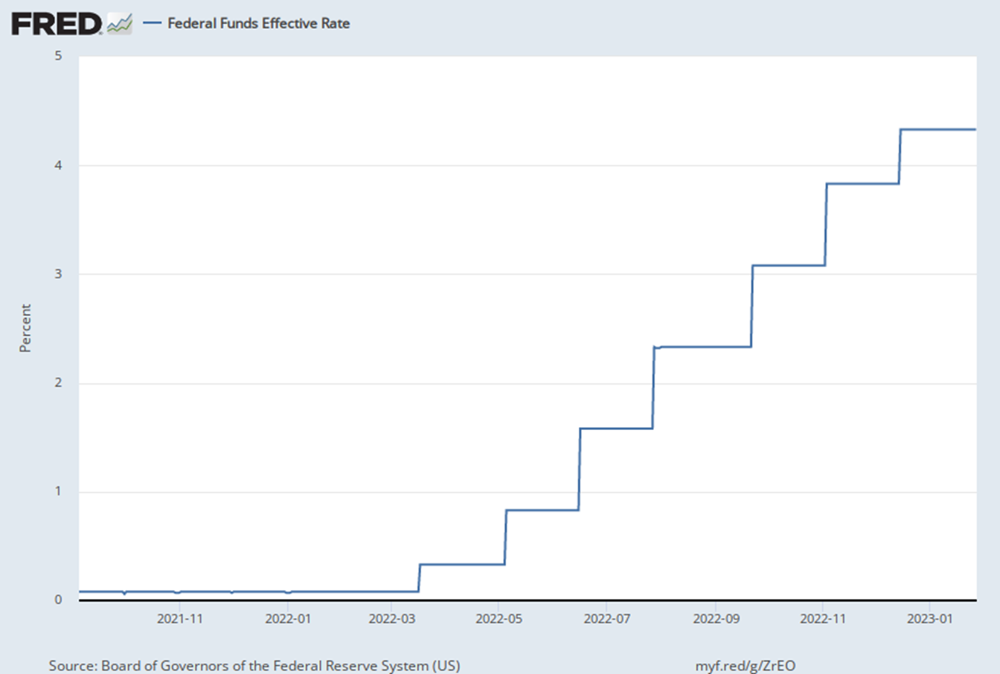 FRED Federal Funds Effective Rate
5
4
3
2
1
0
Percent
2021-11 2022-01 2022-03 2022-05 2022-07 2022-09 2022-11 2023-01
Source: Board of Governors of the Federal Reserve System (US) myf.red/g/ZrEO